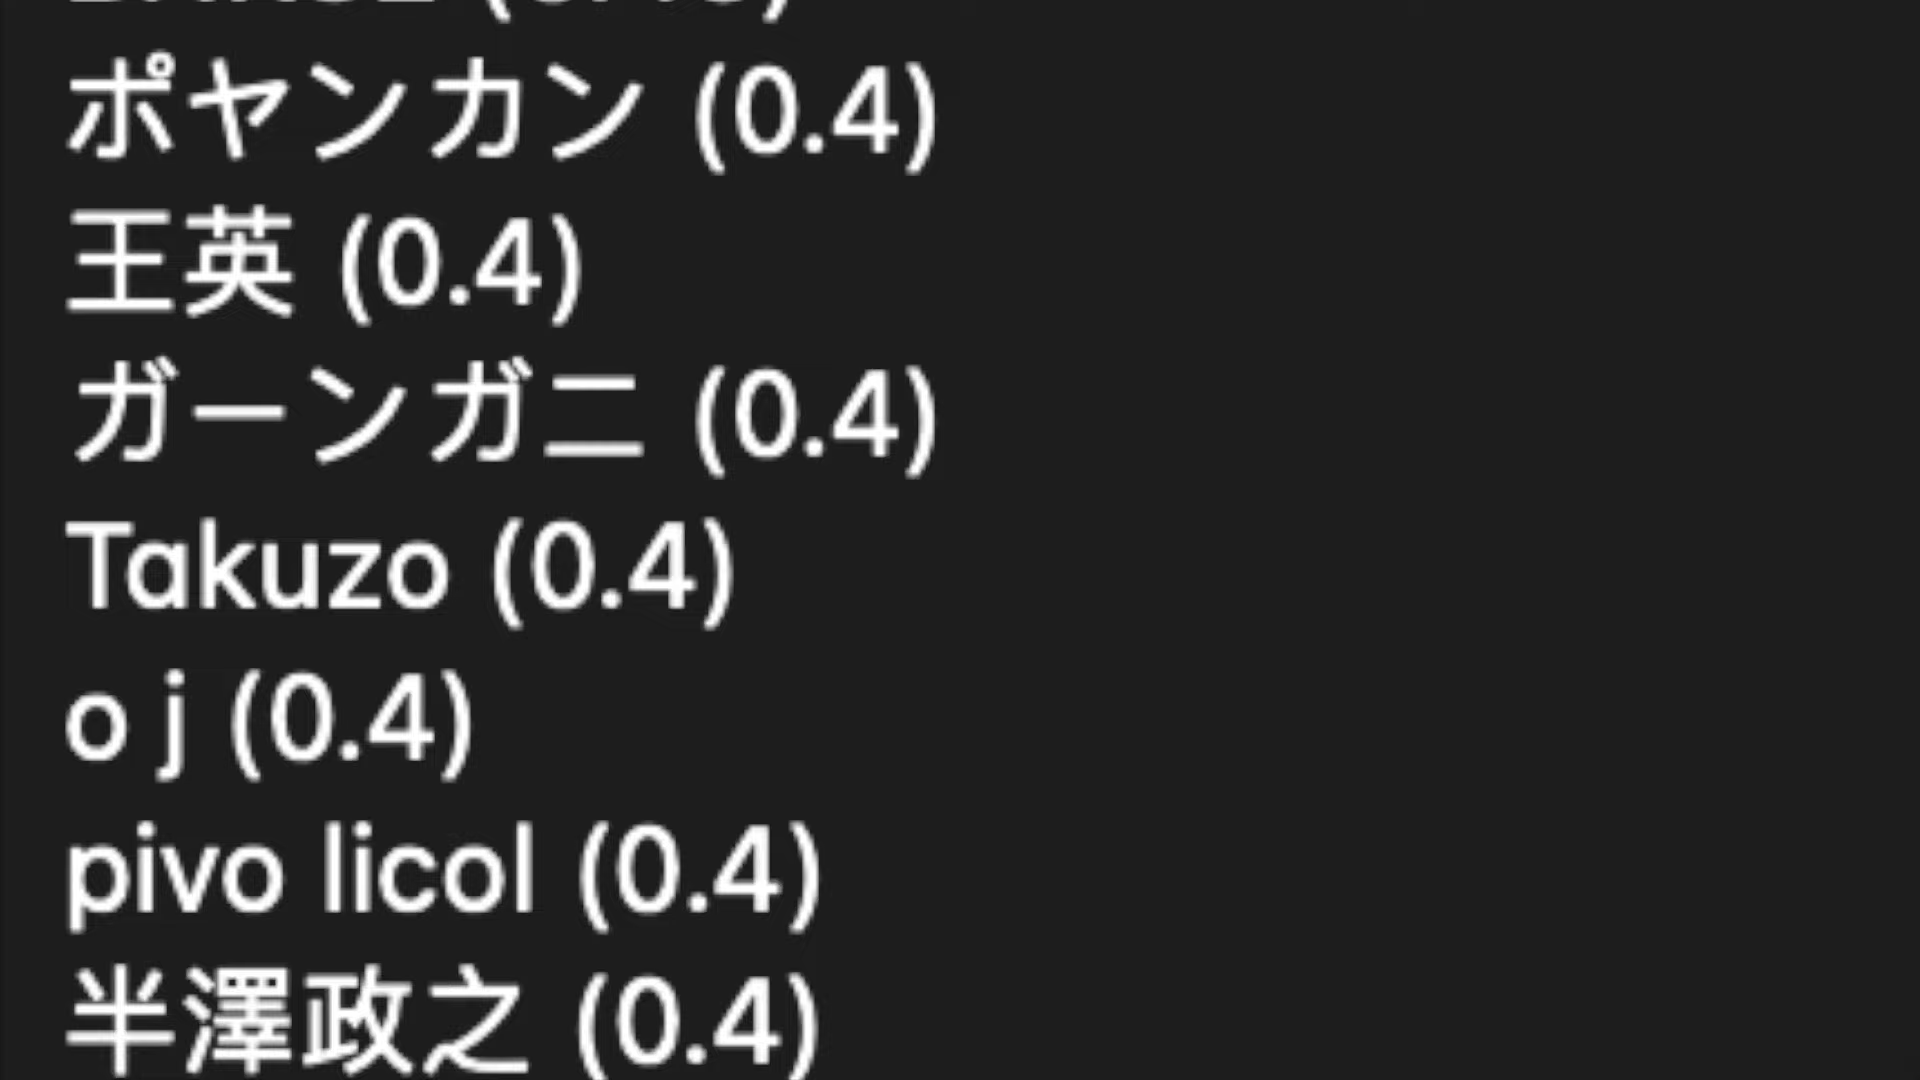 ポヤンカン (0.4)
王英 (0.4)
ガーンガニ (0.4)
Takuzo (0.4)
o j (0.4)
pivo licol (0.4)
半澤政之 (0.4)